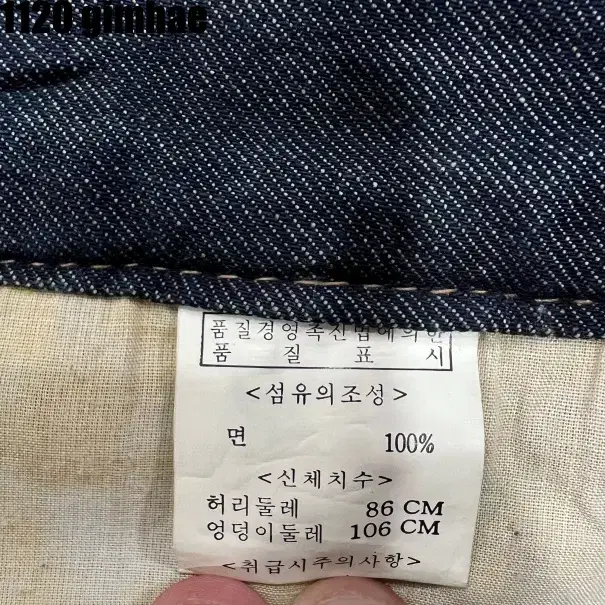 1120 gimhae
품질경영촉진법에의한
품 질 표 시
<섬유의조성>
면 100%
<신체치수>
허리둘레 86 CM
엉덩이둘레 106 CM
<취급시주의사항>